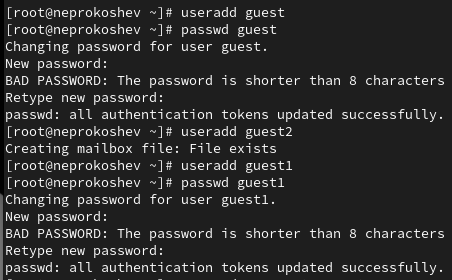 [root@neprokoshev ~]# useradd guest
[root@neprokoshev ~]# passwd guest
Changing password for user guest.
New password:
BAD PASSWORD: The password is shorter than 8 characters
Retype new password:
passwd: all authentication tokens updated successfully.
[root@neprokoshev ~]# useradd guest2
Creating mailbox file: File exists
[root@neprokoshev ~]# useradd guest1
[root@neprokoshev ~]# passwd guest1
Changing password for user guest1.
New password:
BAD PASSWORD: The password is shorter than 8 characters
Retype new password:
passwd: all authentication tokens updated successfully.